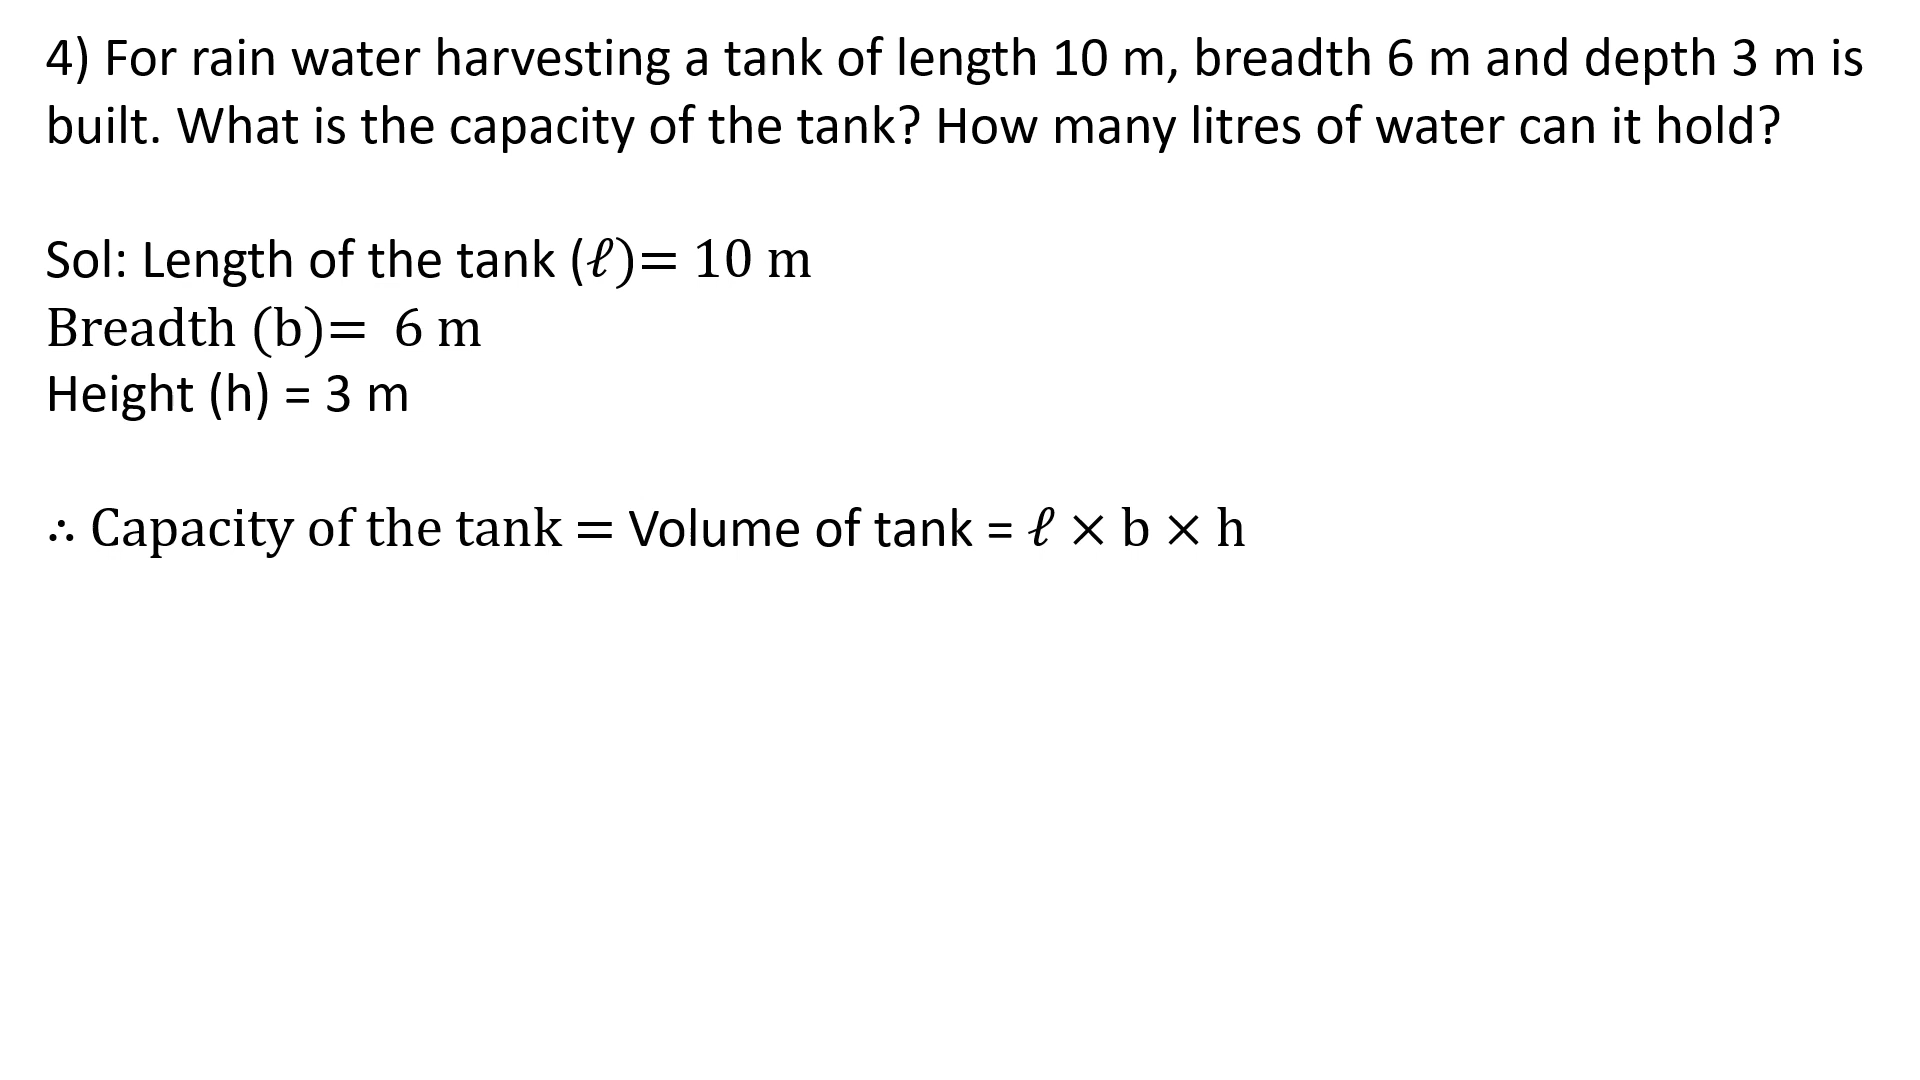 4) For rain water harvesting a tank of length 10 m, breadth 6 m and depth 3 m is
built. What is the capacity of the tank? How many litres of water can it hold?
Sol: Length of the tank (ℓ)= 10 m
Breadth (b)= 6 m
Height (h) = 3 m
∴ Capacity of the tank = Volume of tank = ℓ × b × h